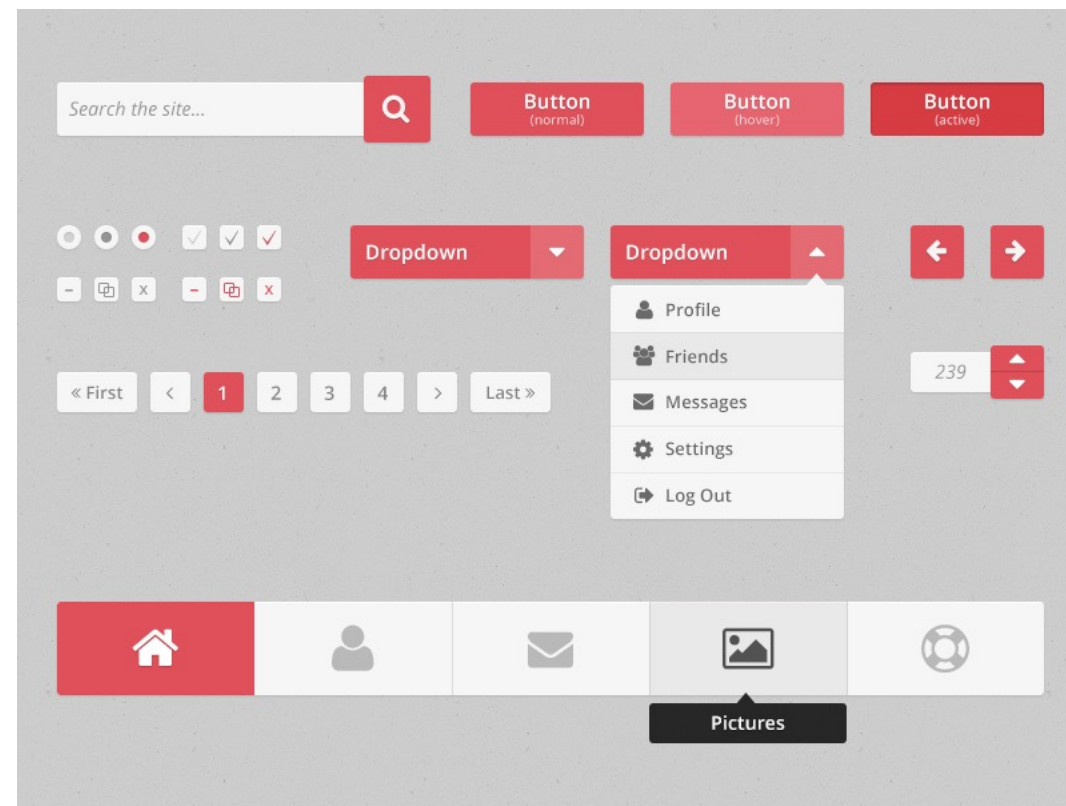 Search the site...
Button
(normal)
Button
(hover)
Button
(active)
Dropdown
Dropdown
Profile
Friends
Messages
Settings
Log Out
« First
<
1
2
3
4
>
Last »
239
Pictures